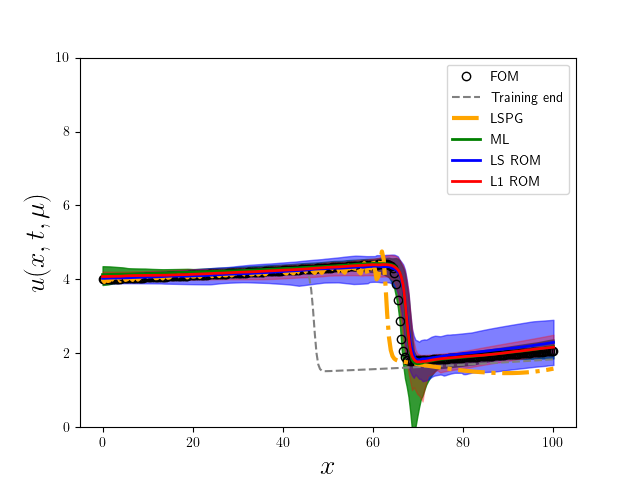 10
8
6
4
2
0
u(x, t, μ)
0 20 40 60 80 100
x
FOM
Training end
LSPG
ML
LS ROM
L1 ROM